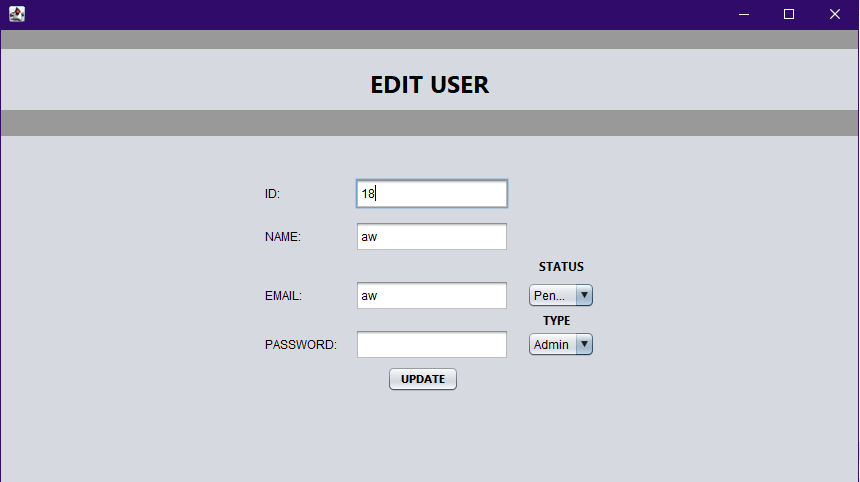 EDIT USER
ID: 18
NAME: aw
STATUS
EMAIL: aw Pen...
TYPE
PASSWORD: Admin
UPDATE